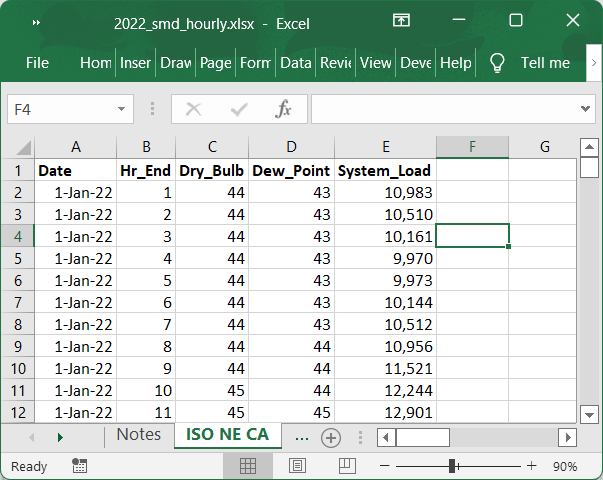 2022_smd_hourly.xlsx - Excel
File Hom Inser Draw Page Form Data Revie View Deve Help Tell me
F4 fx
A B C D E F G
1 Date Hr_End Dry_Bulb Dew_Point System_Load
2 1-Jan-22 1 44 43 10,983
3 1-Jan-22 2 44 43 10,510
4 1-Jan-22 3 44 43 10,161
5 1-Jan-22 4 44 43 9,970
6 1-Jan-22 5 44 43 9,973
7 1-Jan-22 6 44 43 10,144
8 1-Jan-22 7 44 43 10,512
9 1-Jan-22 8 44 44 10,956
10 1-Jan-22 9 44 44 11,521
11 1-Jan-22 10 45 44 12,244
12 1-Jan-22 11 45 45 12,901
Notes ISO NE CA ...
Ready 90%